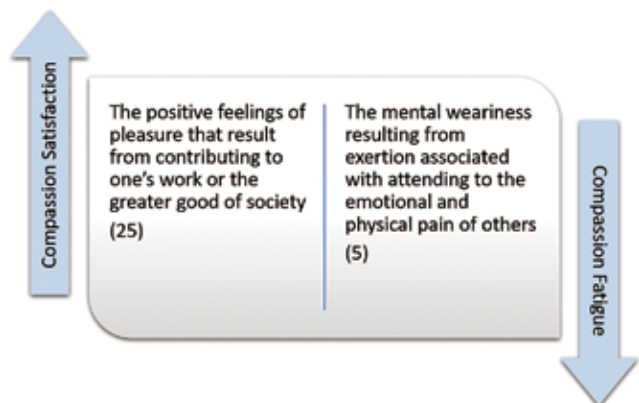 Compassion Satisfaction
The positive feelings of
pleasure that result
from contributing to
one's work or the
greater good of society
(25)
The mental weariness
resulting from
exertion associated
with attending to the
emotional and
physical pain of others
(5)
Compassion Fatigue